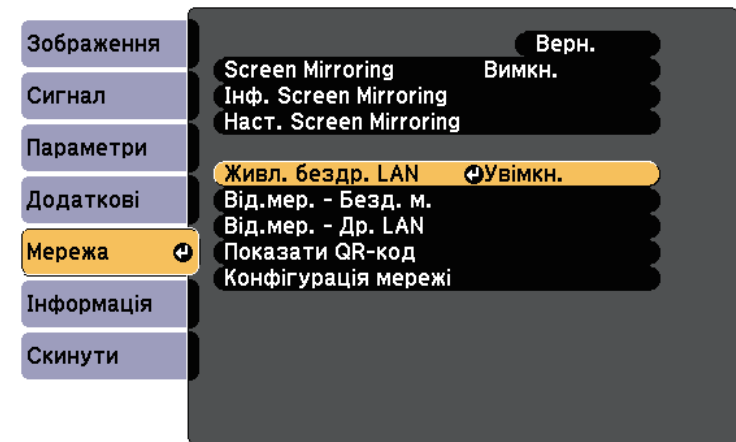 Зображення
Сигнал
Параметри
Додаткові
Мережа
Інформація
Скинути
Верн.
Screen Mirroring Вимкн.
Інф. Screen Mirroring
Наст. Screen Mirroring
Живл. бездр. LAN Увімкн.
Від.мер. - Безд. м.
Від.мер. - Др. LAN
Показати QR-код
Конфігурація мережі